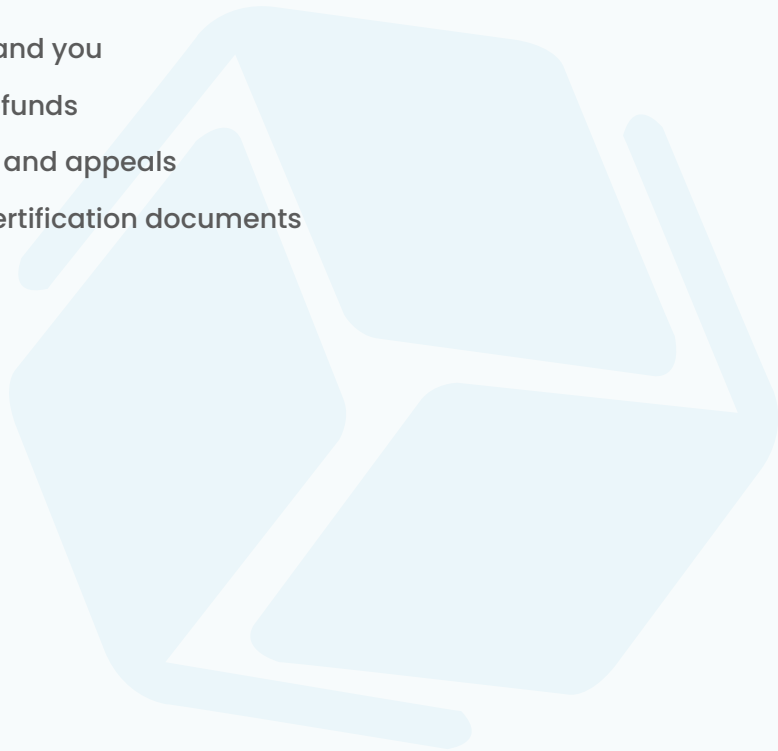 and you
funds
and appeals
ertification documents